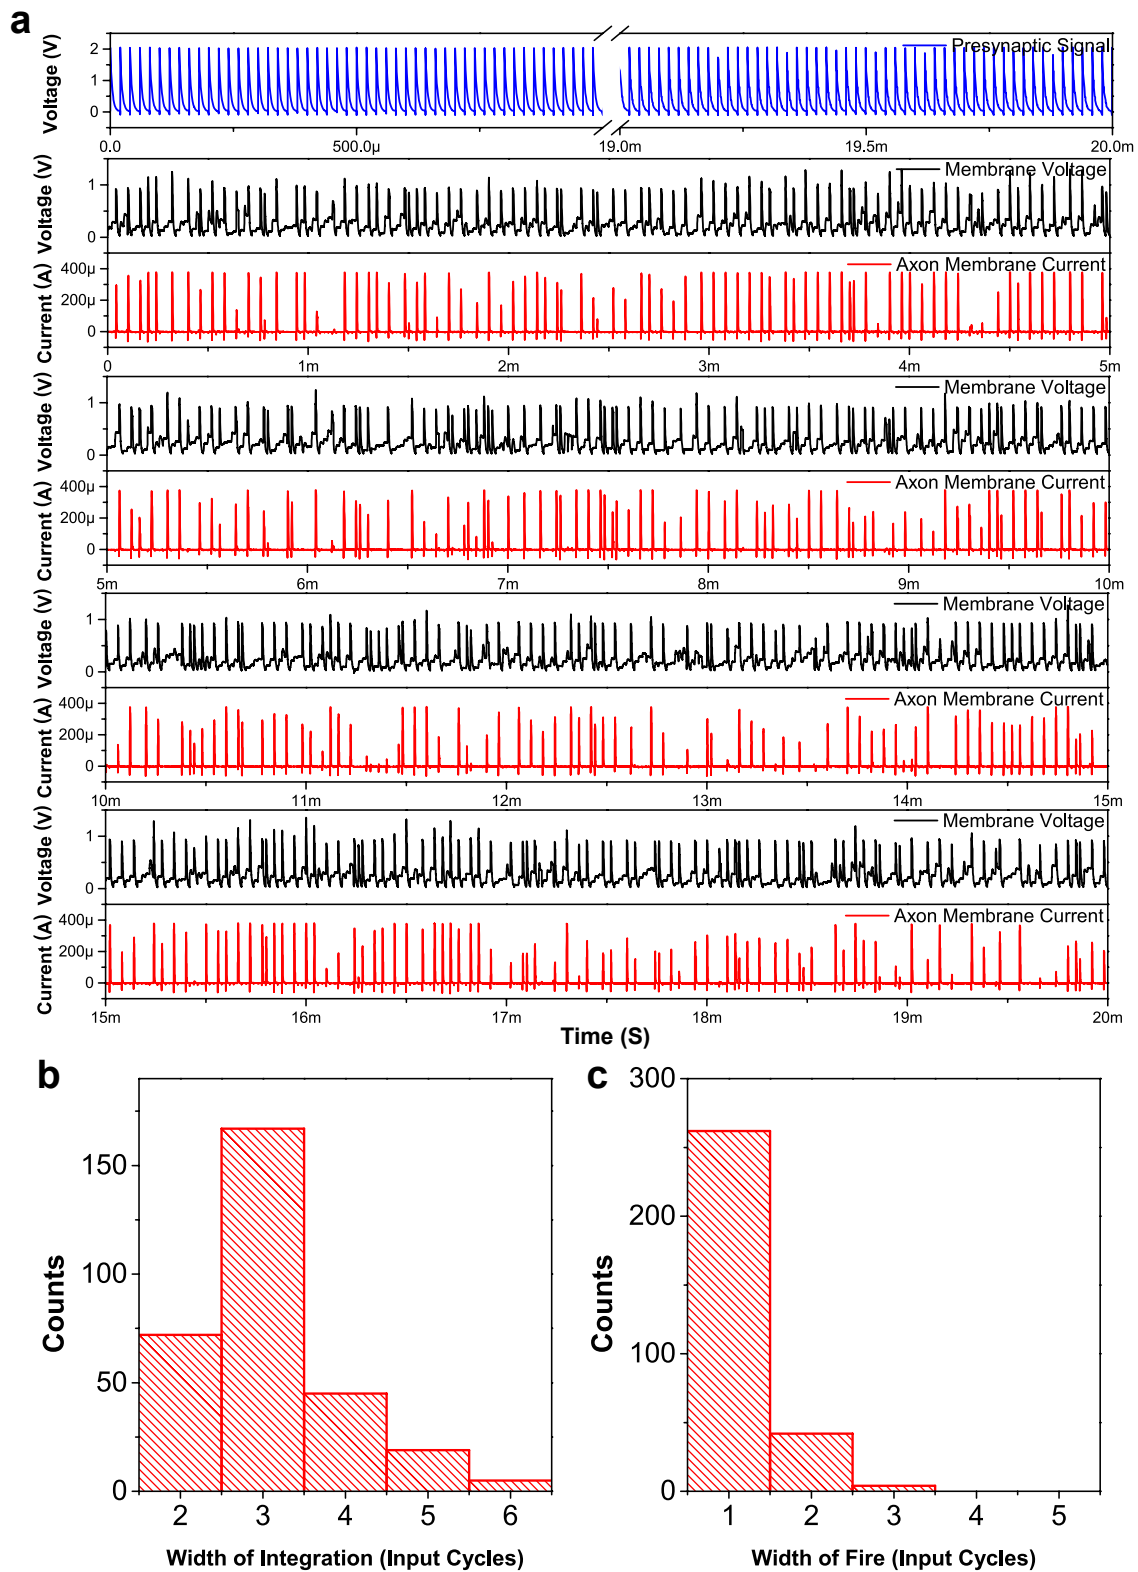 a
Voltage (V)
2
1
0
Presynaptic Signal
0.0 500.0μ 19.0m 19.5m 20.0m
Volta9e (V)
1
0
Membrane Voltage
Current (A)
400μ
200μ
0
Axon Membrane Current
0 1m 2m 3m 4m 5m
Volta9e (V)
1
0
Membrane Voltage
Current (A)
400μ
200μ
0
Axon Membrane Current
5m 6m 7m 8m 9m 10m
Volta9e (V)
1
0
Membrane Voltage
Current (A)
400μ
200μ
0
Axon Membrane Current
10m 11m 12m 13m 14m 15m
Volta9e (V)
1
0
Membrane Voltage
Current (A)
400μ
200μ
0
Axon Membrane Current
15m 16m 17m 18m 19m 20m
Time (S)
b
Counts
150
100
50
0
2 3 4 5 6
Width of Integration (Input Cycles)
c
Counts
300
200
100
0
1 2 3 4 5
Width of Fire (Input Cycles)